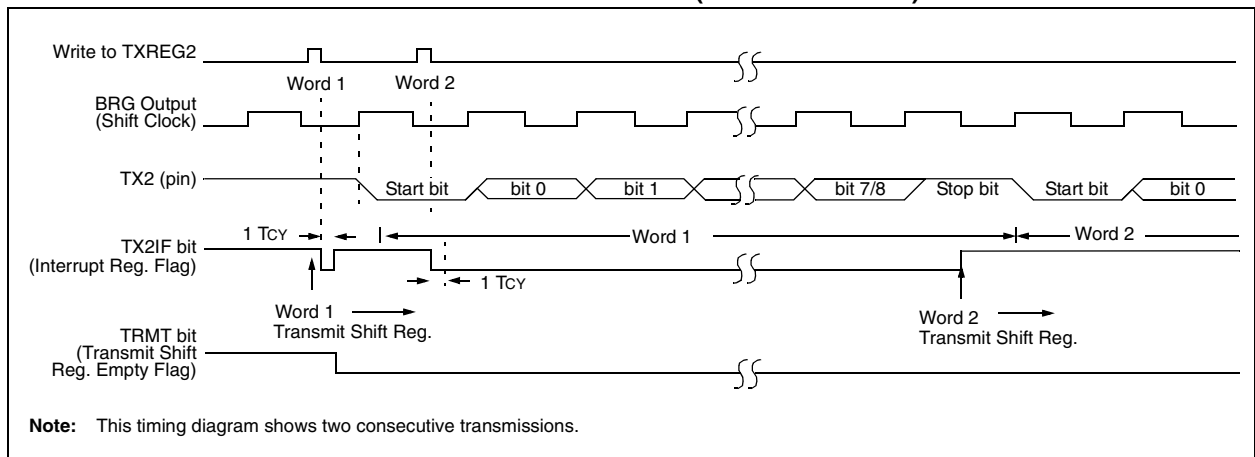 Write to TXREG2
Word 1
Word 2
BRG Output
(Shift Clock)
TX2 (pin)
Start bit
bit 0
bit 1
bit 7/8
Stop bit
Start bit
bit 0
1 TCY
Word 1
Word 2
TX2IF bit
(Interrupt Reg. Flag)
1 TCY
Word 1
Transmit Shift Reg.
Word 2
Transmit Shift Reg.
TRMT bit
(Transmit Shift
Reg. Empty Flag)
Note: This timing diagram shows two consecutive transmissions.